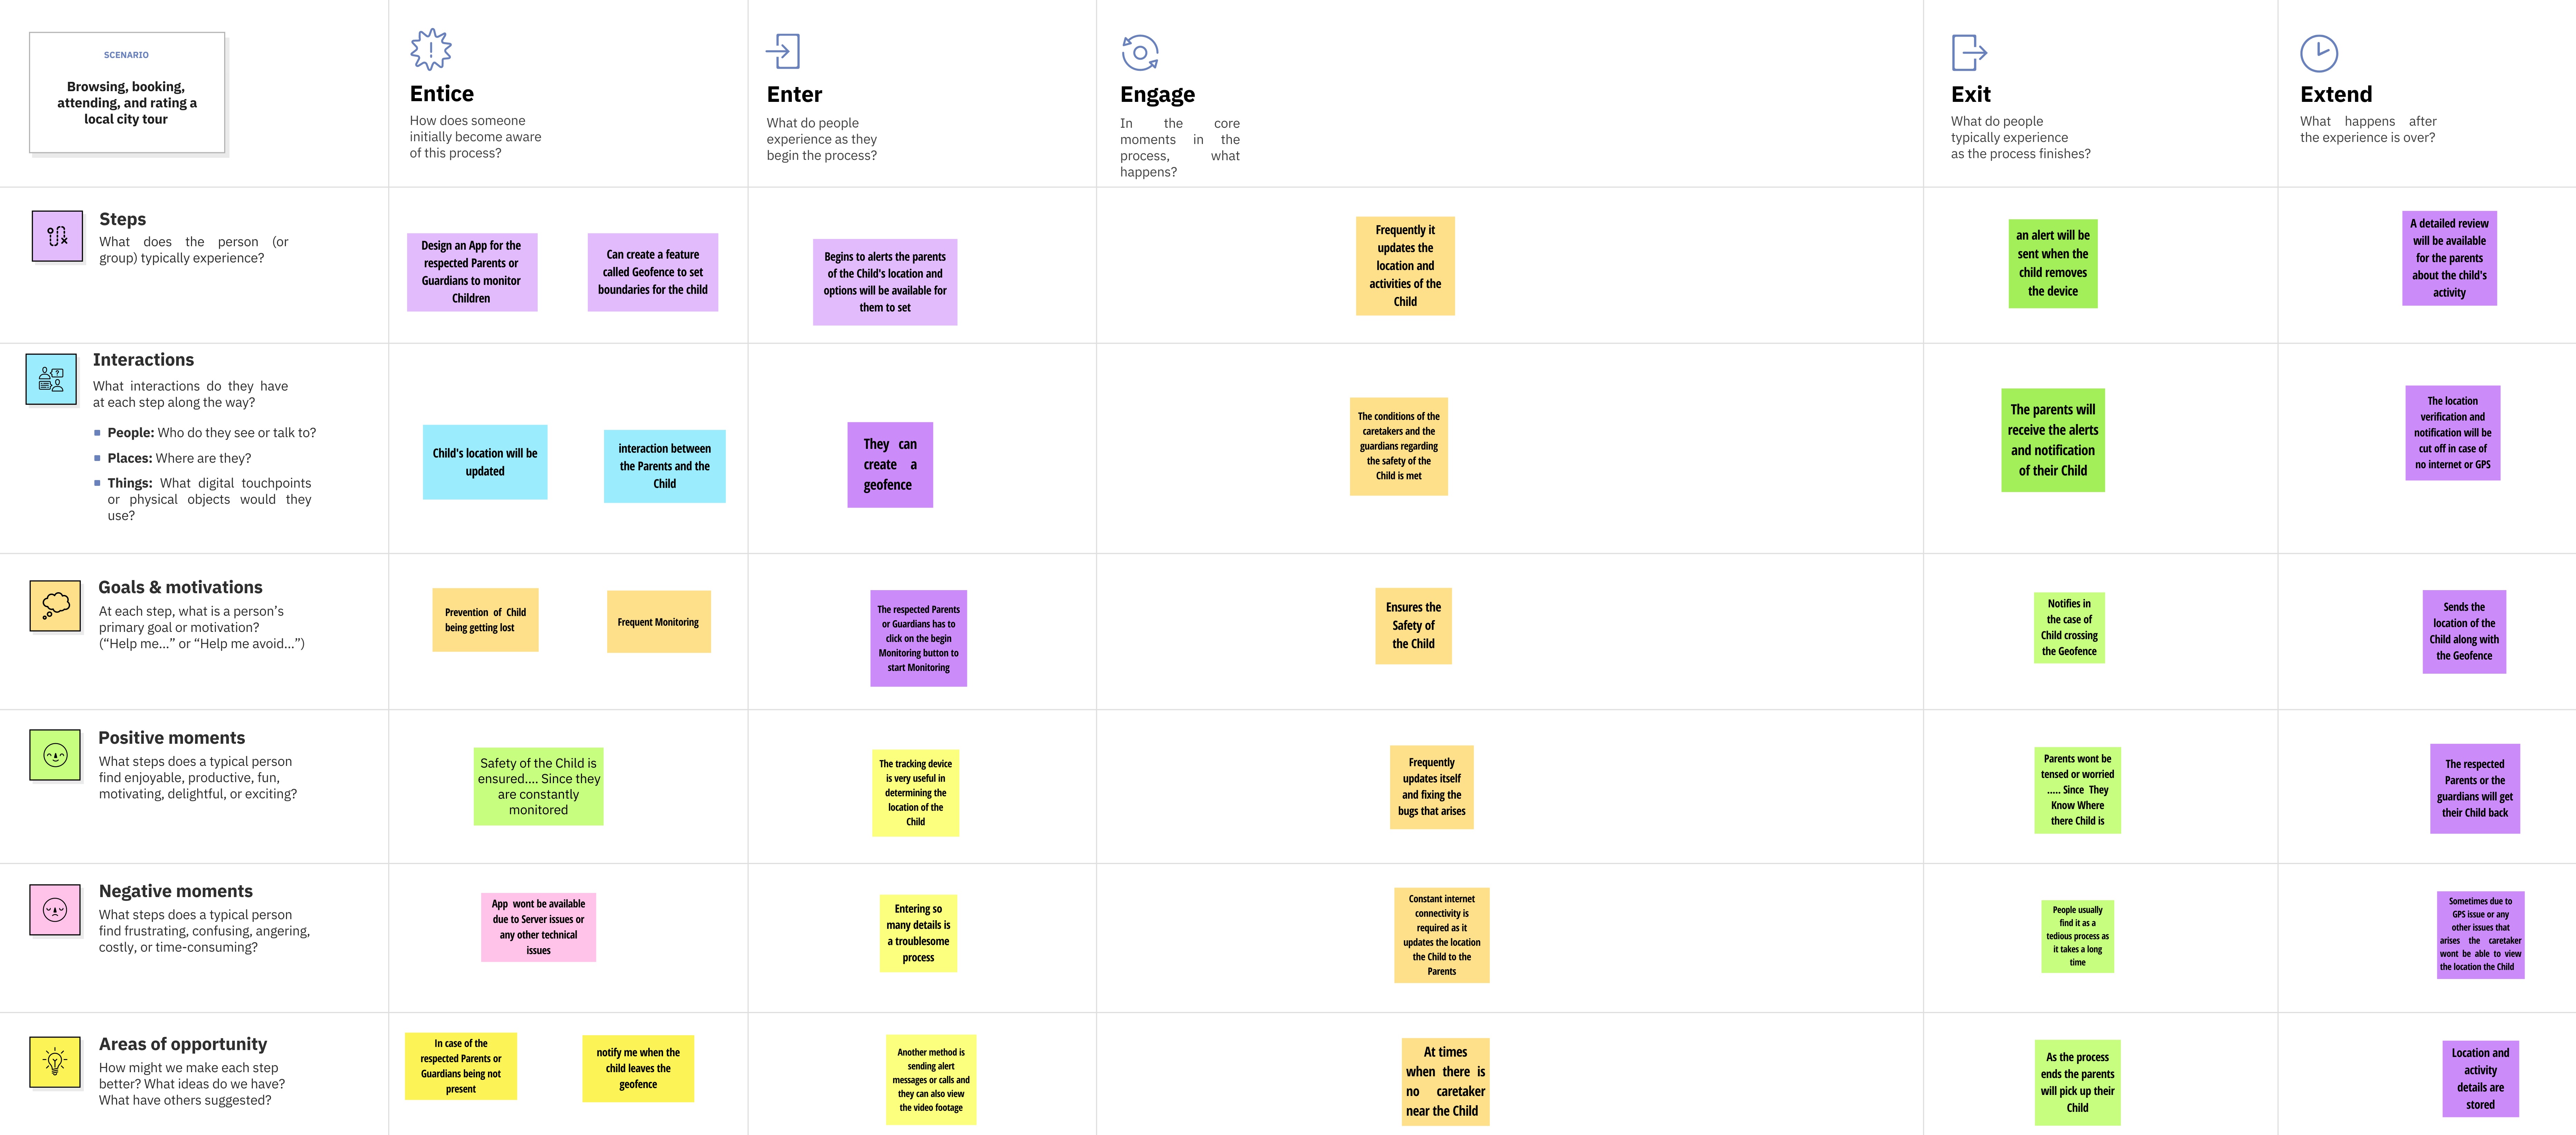 SCENARIO
Browsing, booking,
attending, and rating a
local city tour
Entice
How does someone
initially become aware
of this process?
Enter
What do people
experience as they
begin the process?
Engage
In the core
moments in the
process, what
happens?
Exit
What do people
typically experience
as the process finishes?
Extend
What happens after
the experience is over?
Steps
What does the person (or
group) typically experience?
Design an App for the
respected Parents or
Guardians to monitor
Children
Can create a feature
called Geofence to set
boundaries for the child
Begins to alerts the parents
of the Child's location and
options will be available for
them to set
Frequently it
updates the
location and
activities of the
Child
an alert will be
sent when the
child removes
the device
A detailed review
will be available
for the parents
about the child's
activity
Interactions
What interactions do they have
at each step along the way?
People: Who do they see or talk to?
Places: Where are they?
Things: What digital touchpoints
or physical objects would they
use?
Child's location will be
updated
interaction between
the Parents and the
Child
They can
create a
geofence
The conditions of the
caretakers and the
guardians regarding
the safety of the
Child is met
The parents will
receive the alerts
and notification
of their Child
The location
verification and
notification will be
cut off in case of
no internet or GPS
Goals & motivations
At each step, what is a person’s
primary goal or motivation?
(“Help me...” or “Help me avoid...”)
Prevention of Child
being getting lost
Frequent Monitoring
The respected Parents
or Guardians has to
click on the begin
Monitoring button to
start Monitoring
Ensures the
Safety of
the Child
Notifies in
the case of
Child crossing
the Geofence
Sends the
location of the
Child along with
the Geofence
Positive moments
What steps does a typical person
find enjoyable, productive, fun,
motivating, delightful, or exciting?
Safety of the Child is
ensured.... Since they
are constantly
monitored
The tracking device
is very useful in
determining the
location of the
Child
Frequently
updates itself
and fixing the
bugs that arises
Parents wont be
tensed or worried
..... Since They
Know Where
there Child is
The respected
Parents or the
guardians will get
their Child back
Negative moments
What steps does a typical person
find frustrating, confusing, angering,
costly, or time-consuming?
App wont be available
due to Server issues or
any other technical
issues
Entering so
many details is
a troublesome
process
Constant internet
connectivity is
required as it
updates the location
the Child to the
Parents
People usually
find it as a
tedious process as
it takes a long
time
Sometimes due to
GPS issue or any
other issues that
arises the caretaker
wont be able to view
the location the Child
Areas of opportunity
How might we make each step
better? What ideas do we have?
What have others suggested?
In case of the
respected Parents or
Guardians being not
present
notify me when the
child leaves the
geofence
Another method is
sending alert
messages or calls and
they can also view
the video footage
At times
when there is
no caretaker
near the Child
As the process
ends the parents
will pick up their
Child
Location and
activity
details are
stored